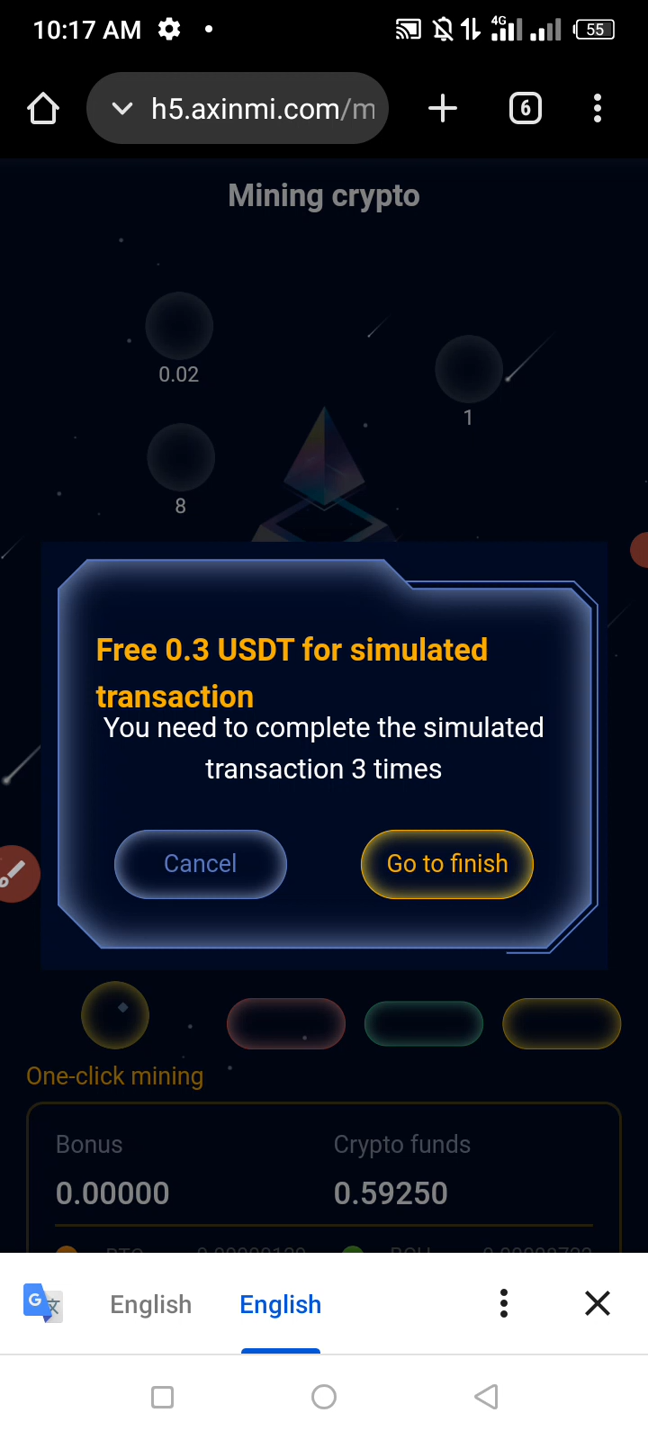 10:17 AM
4G
55
h5.axinmi.com/m
6
Mining crypto
0.02
1
8
Free 0.3 USDT for simulated
transaction
You need to complete the simulated
transaction 3 times
Cancel
Go to finish
One-click mining
Bonus
Crypto funds
0.00000
0.59250
G
English
English